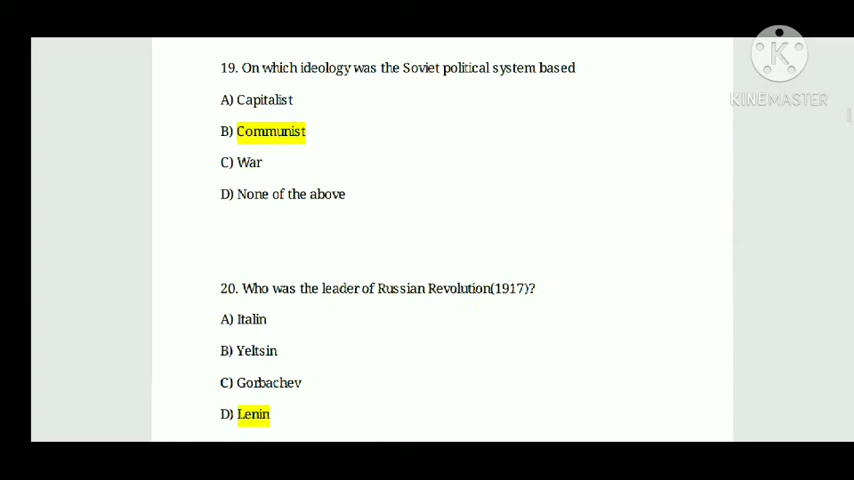 19. On which ideology was the Soviet political system based
A) Capitalist
B) Communist
C) War
D) None of the above
20. Who was the leader of Russian Revolution(1917)?
A) Italin
B) Yeltsin
C) Gorbachev
D) Lenin
K
KINEMASTER